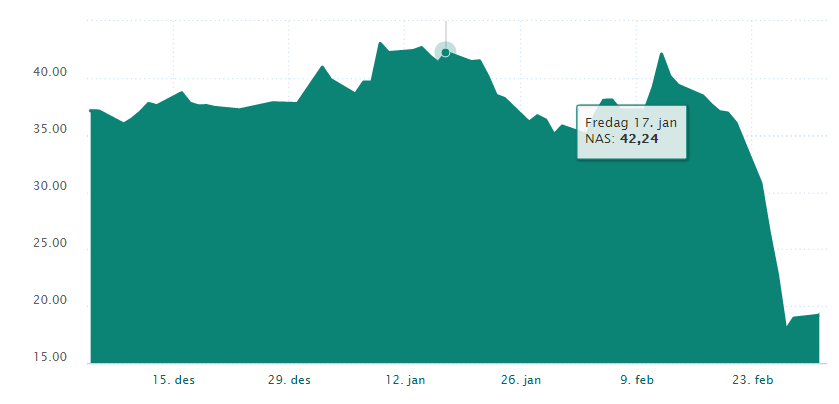 40.00
35.00
30.00
25.00
20.00
15.00
Fredag 17. jan
NAS: 42,24
15. des
29. des
12. jan
26. jan
9. feb
23. feb